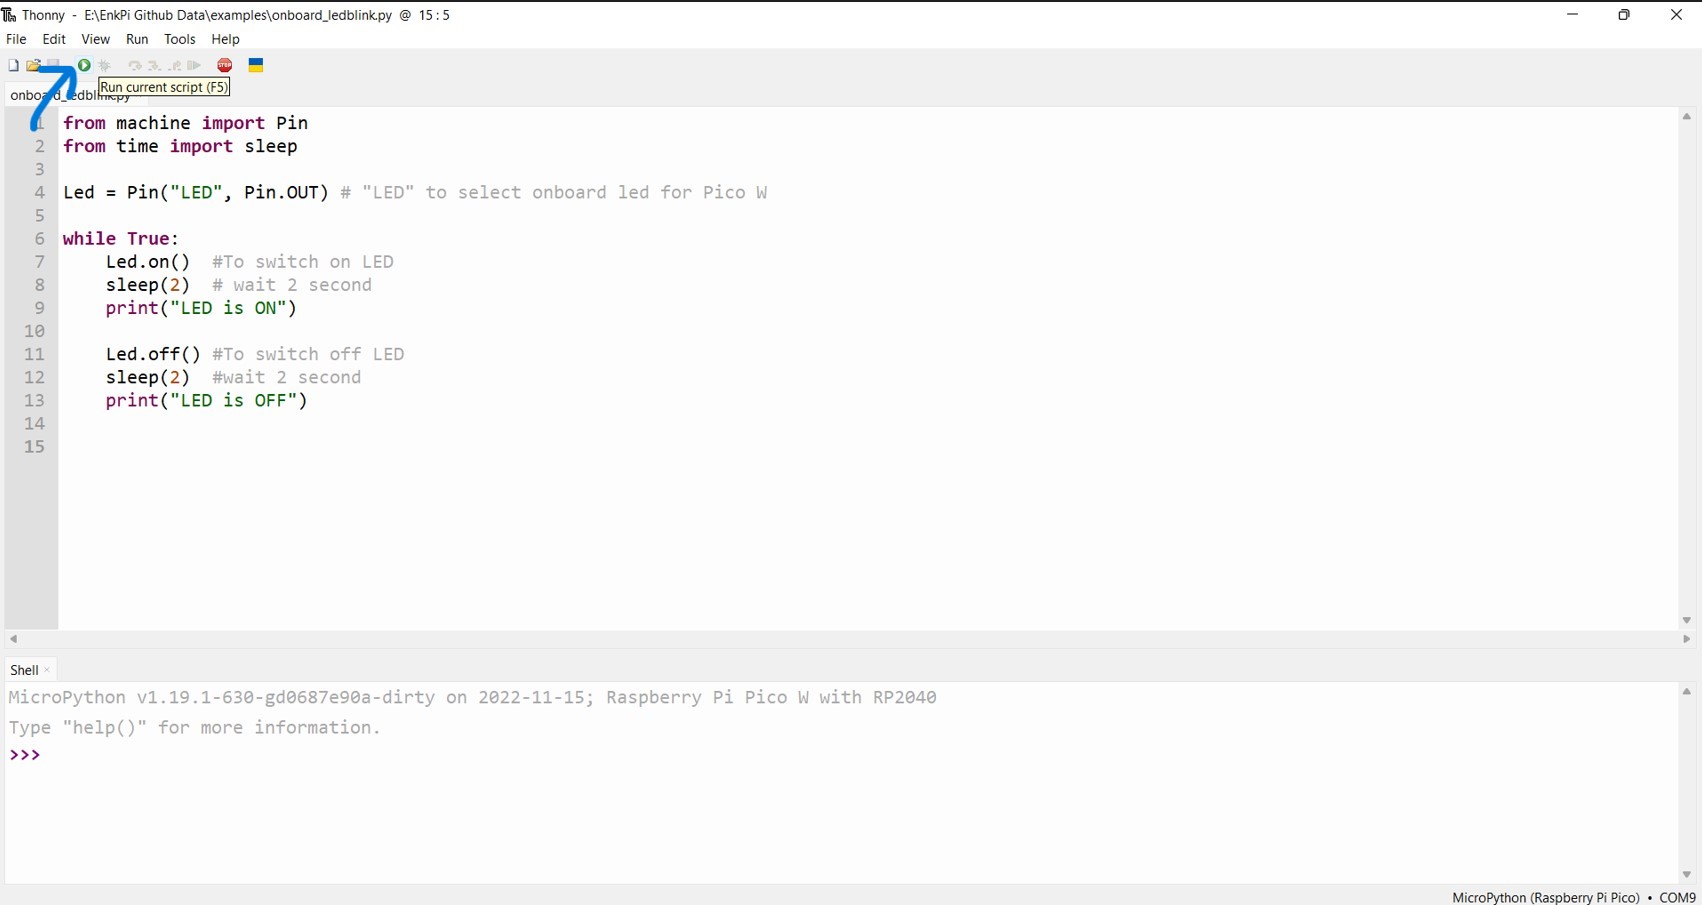 Thonny - E:\EnkPi Github Data\examples\onboard_ledblink.py @ 15 : 5
File Edit View Run Tools Help
STOP
Run current script (F5)
onboard_ledblink.py
1 from machine import Pin
2 from time import sleep
3
4 Led = Pin("LED", Pin.OUT) # "LED" to select onboard led for Pico W
5
6 while True:
7     Led.on()  #To switch on LED
8     sleep(2)  # wait 2 second
9     print("LED is ON")
10
11     Led.off() #To switch off LED
12     sleep(2)  #wait 2 second
13     print("LED is OFF")
14
15
Shell ×
MicroPython v1.19.1-630-gd0687e90a-dirty on 2022-11-15; Raspberry Pi Pico W with RP2040
Type "help()" for more information.
>>>
MicroPython (Raspberry Pi Pico) • COM9